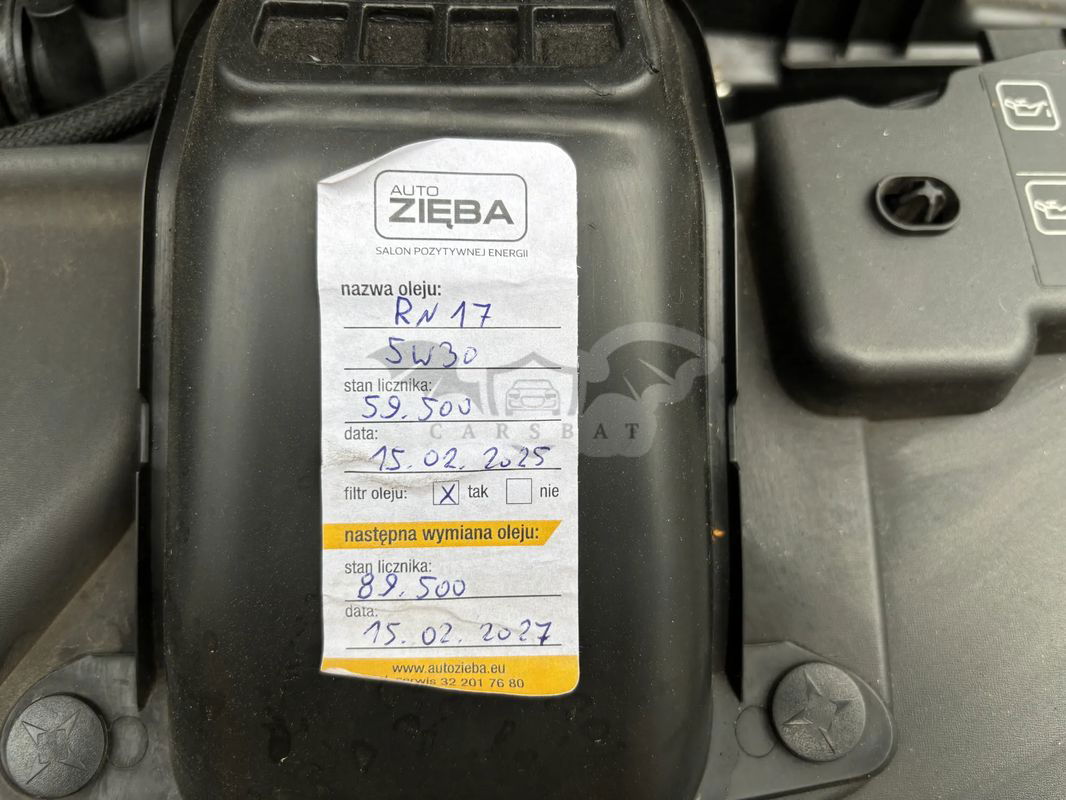 AUTO
ZIĘBA
SALON POZYTYWNEJ ENERGII
nazwa oleju:
RN 17
5W30
stan licznika:
59.500
CARSBAT
data:
15.02.2025
filtr oleju: X tak nie
następna wymiana oleju:
stan licznika:
89.500
data:
15.02.2027
www.autozieba.eu
serwis 32 201 76 80